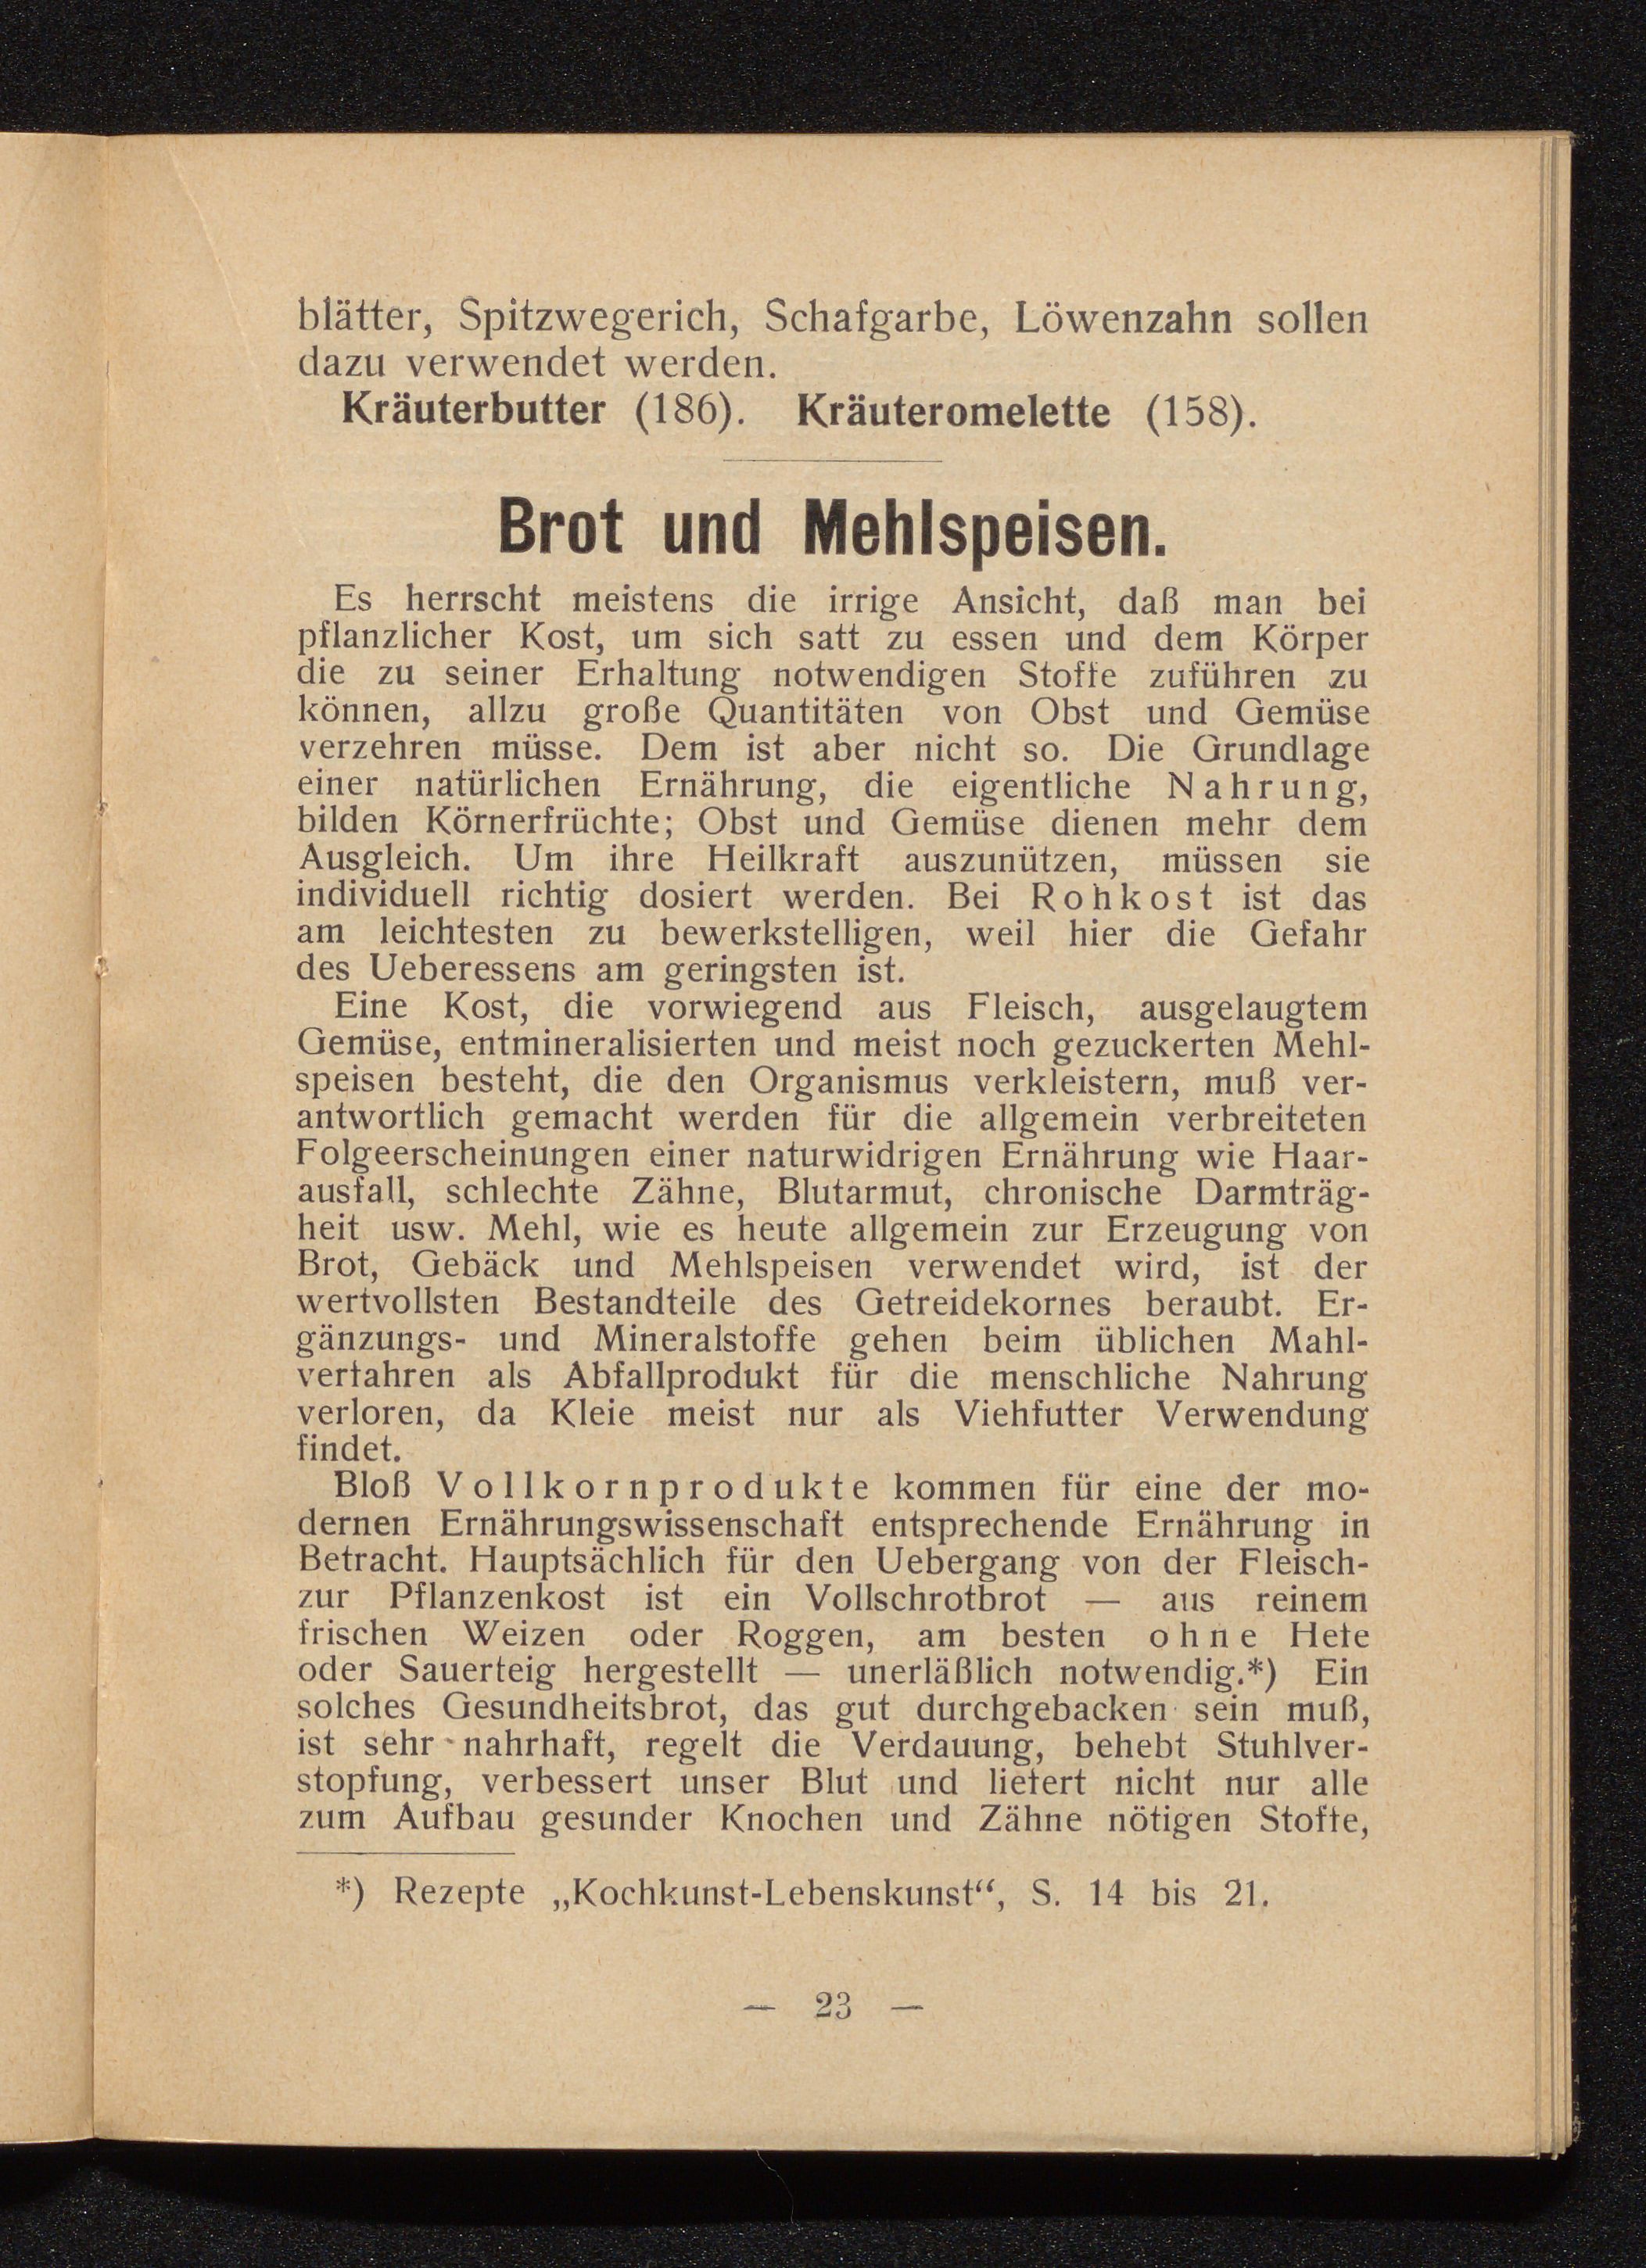 blätter, Spitzwegerich, Schafgarbe, Löwenzahn sollen
dazu verwendet werden.
Kräuterbutter (186). Kräuteromelette (158).
Brot und Mehlspeisen.
Es herrscht meistens die irrige Ansicht, daß man bei
pflanzlicher Kost, um sich satt zu essen und dem Körper
die zu seiner Erhaltung notwendigen Stoffe zuführen zu
können, allzu große Quantitäten von Obst und Gemüse
verzehren müsse. Dem ist aber nicht so. Die Grundlage
einer natürlichen Ernährung, die eigentliche Nahrung,
bilden Körnerfrüchte; Obst und Gemüse dienen mehr dem
Ausgleich. Um ihre Heilkraft auszunützen, müssen sie
individuell richtig dosiert werden. Bei Rohkost ist das
am leichtesten zu bewerkstelligen, weil hier die Gefahr
des Ueberessens am geringsten ist.
Eine Kost, die vorwiegend aus Fleisch, ausgelaugtem
Gemüse, entmineralisierten und meist noch gezuckerten Mehl-
speisen besteht, die den Organismus verkleistern, muß ver-
antwortlich gemacht werden für die allgemein verbreiteten
Folgeerscheinungen einer naturwidrigen Ernährung wie Haar-
ausfall, schlechte Zähne, Blutarmut, chronische Darmträg-
heit usw. Mehl, wie es heute allgemein zur Erzeugung von
Brot, Gebäck und Mehlspeisen verwendet wird, ist der
wertvollsten Bestandteile des Getreidekornes beraubt. Er-
gänzungs- und Mineralstoffe gehen beim üblichen Mahl-
verfahren als Abfallprodukt für die menschliche Nahrung
verloren, da Kleie meist nur als Viehfutter Verwendung
findet.
Bloß Vollkornprodukte kommen für eine der mo-
dernen Ernährungswissenschaft entsprechende Ernährung in
Betracht. Hauptsächlich für den Uebergang von der Fleisch-
zur Pflanzenkost ist ein Vollschrotbrot — aus reinem
frischen Weizen oder Roggen, am besten ohne Hefe
oder Sauerteig hergestellt — unerläßlich notwendig.*) Ein
solches Gesundheitsbrot, das gut durchgebacken sein muß,
ist sehr nahrhaft, regelt die Verdauung, behebt Stuhlver-
stopfung, verbessert unser Blut und liefert nicht nur alle
zum Aufbau gesunder Knochen und Zähne nötigen Stoffe,
*) Rezepte „Kochkunst-Lebenskunst“, S. 14 bis 21.
— 23 —